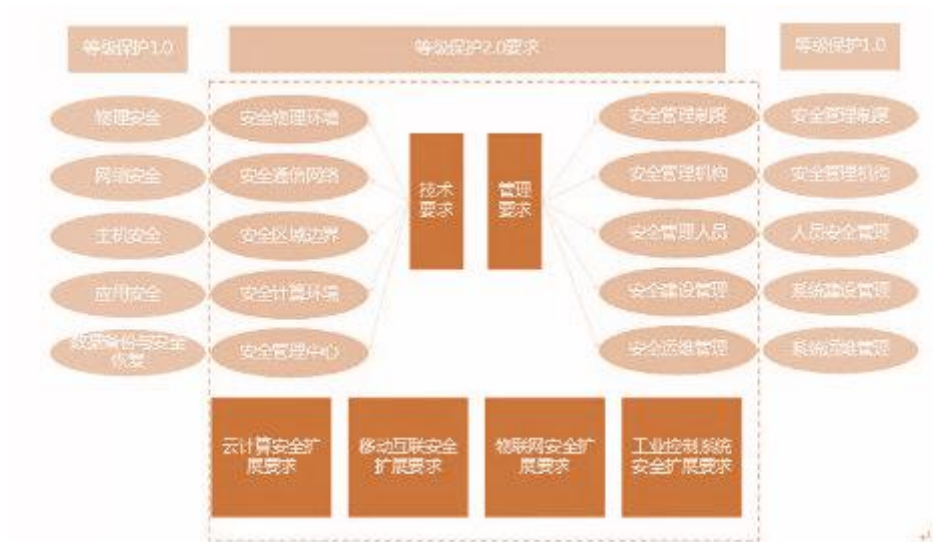 等级保护1.0
等级保护2.0要求
等级保护1.0
物理安全
安全物理环境
安全管理制度
安全管理制度
网络安全
安全通信网络
技术
要求
管理
要求
安全管理机构
安全管理机构
主机安全
安全区域边界
安全管理人员
人员安全管理
应用安全
安全计算环境
安全建设管理
系统建设管理
数据备份与安全
恢复
安全管理中心
安全运维管理
系统运维管理
云计算安全扩
展要求
移动互联安全
扩展要求
物联网安全扩
展要求
工业控制系统
安全扩展要求